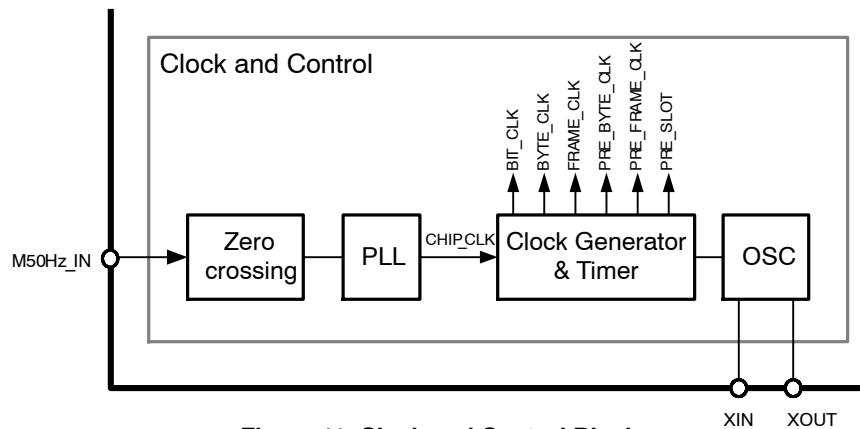 Clock and Control
BIT_CLK
BYTE_CLK
FRAME_CLK
PRE_BYTE_CLK
PRE_FRAME_CLK
PRE_SLOT
M50Hz_IN
Zero
crossing
PLL
CHIP_CLK
Clock Generator
& Timer
OSC
XIN
XOUT